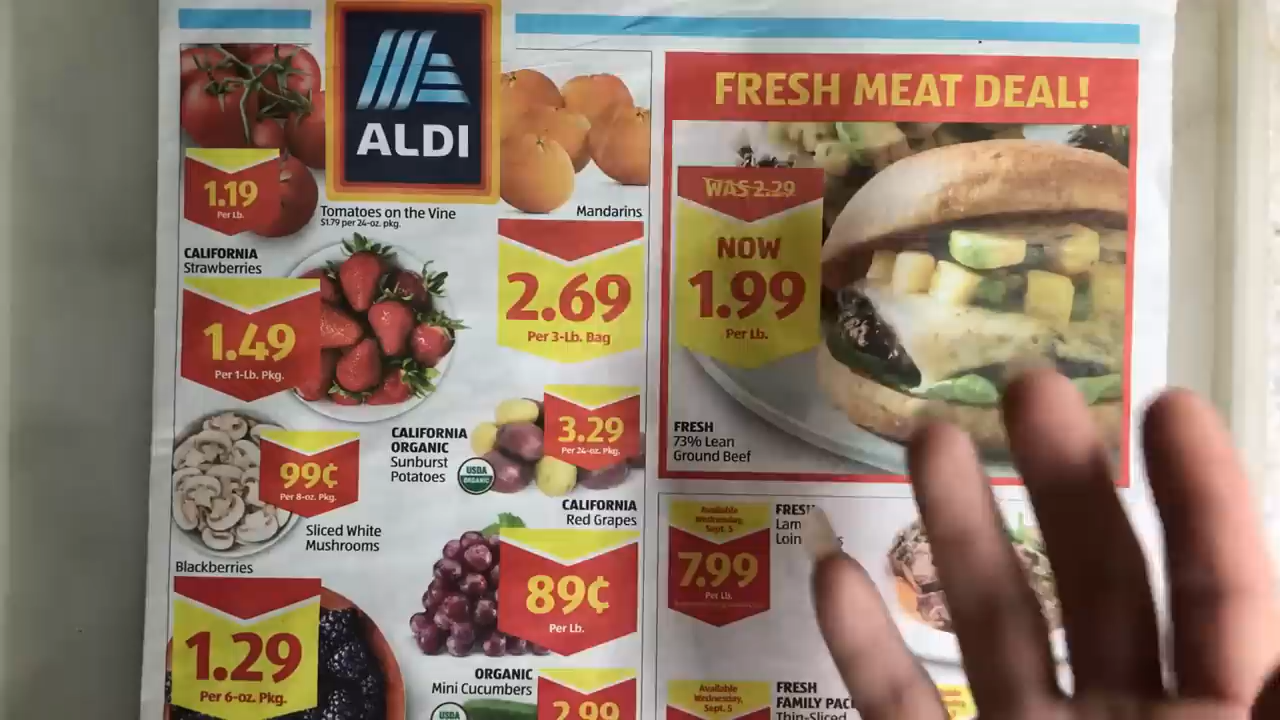 ALDI
1.19
Per Lb.
Tomatoes on the Vine
$1.79 per 24-oz. pkg.
Mandarins
2.69
Per 3-Lb. Bag
CALIFORNIA
Strawberries
1.49
Per 1-Lb. Pkg.
CALIFORNIA
ORGANIC
Sunburst
Potatoes
USDA
ORGANIC
3.29
Per 24-oz. Pkg.
99¢
Per 8-oz. Pkg.
Sliced White
Mushrooms
CALIFORNIA
Red Grapes
89¢
Per Lb.
Blackberries
1.29
Per 6-oz. Pkg.
ORGANIC
Mini Cucumbers
USDA
2.99
FRESH MEAT DEAL!
WAS 2.29
NOW
1.99
Per Lb.
FRESH
73% Lean
Ground Beef
Available
Wednesday,
Sept. 5
7.99
Per Lb.
FRESH
Loin
Available
Wednesday,
Sept. 5
FRESH
FAMILY
Thin-Sliced